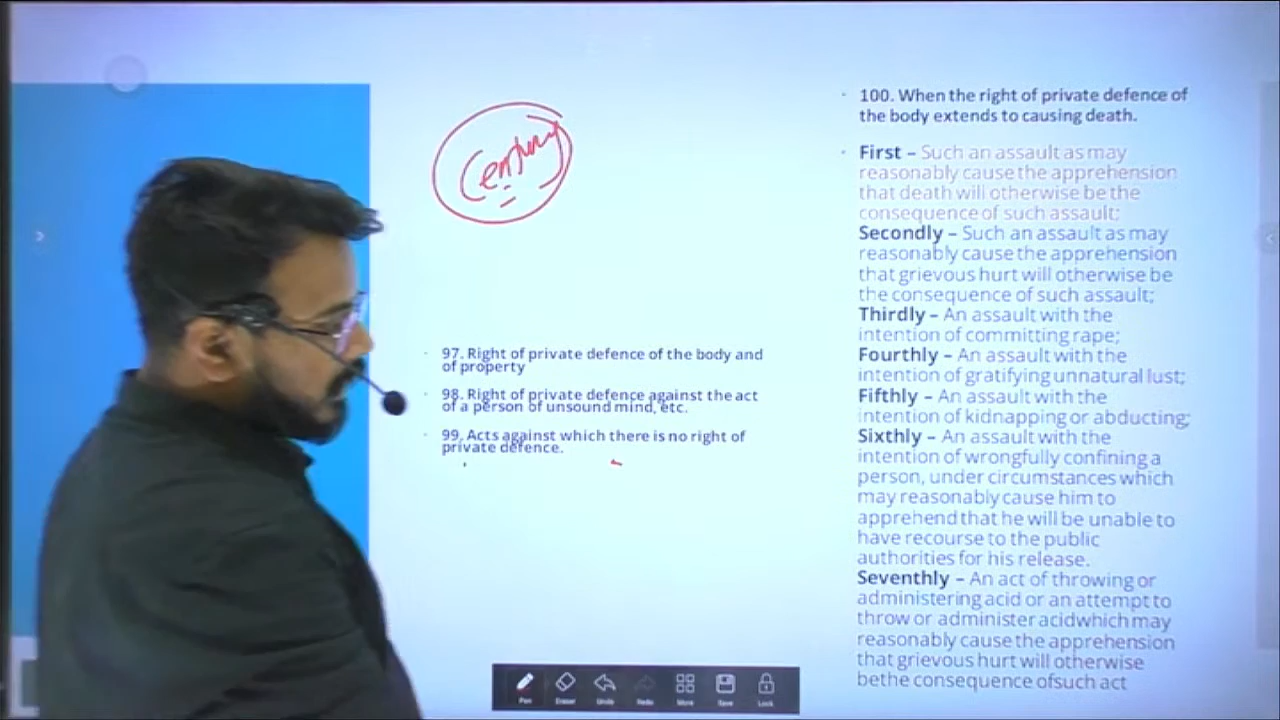 Century
97. Right of private defence of the body and
of property
98. Right of private defence against the act
of a person of unsound mind, etc.
99. Acts against which there is no right of
private defence.
100. When the right of private defence of
the body extends to causing death.
First – Such an assault as may
reasonably cause the apprehension
that death will otherwise be the
consequence of such assault;
Secondly – Such an assault as may
reasonably cause the apprehension
that grievous hurt will otherwise be
the consequence of such assault;
Thirdly – An assault with the
intention of committing rape;
Fourthly – An assault with the
intention of gratifying unnatural lust;
Fifthly – An assault with the
intention of kidnapping or abducting;
Sixthly – An assault with the
intention of wrongfully confining a
person, under circumstances which
may reasonably cause him to
apprehend that he will be unable to
have recourse to the public
authorities for his release.
Seventhly – An act of throwing or
administering acid or an attempt to
throw or administer acidwhich may
reasonably cause the apprehension
that grievous hurt will otherwise
bethe consequence ofsuch act
Pen Eraser Undo Redo More Save Lock